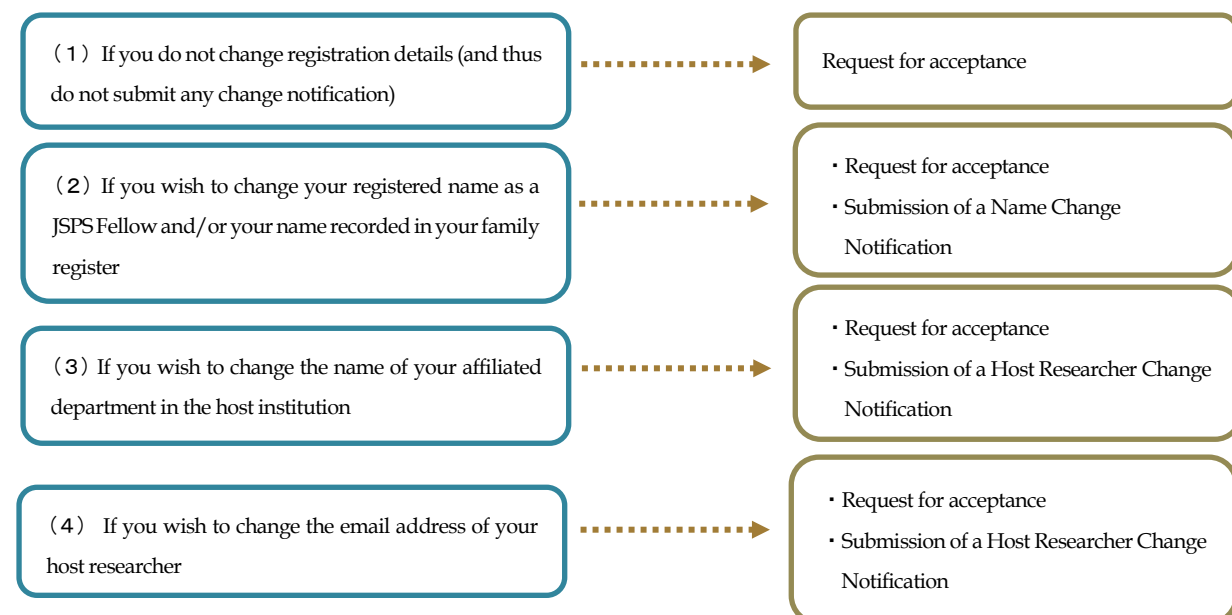 （１）If you do not change registration details (and thus
do not submit any change notification)
Request for acceptance
（２）If you wish to change your registered name as a
JSPS Fellow and/or your name recorded in your family
register
・Request for acceptance
・Submission of a Name Change
Notification
（３）If you wish to change the name of your affiliated
department in the host institution
・Request for acceptance
・Submission of a Host Researcher Change
Notification
（４） If you wish to change the email address of your
host researcher
・Request for acceptance
・Submission of a Host Researcher Change
Notification